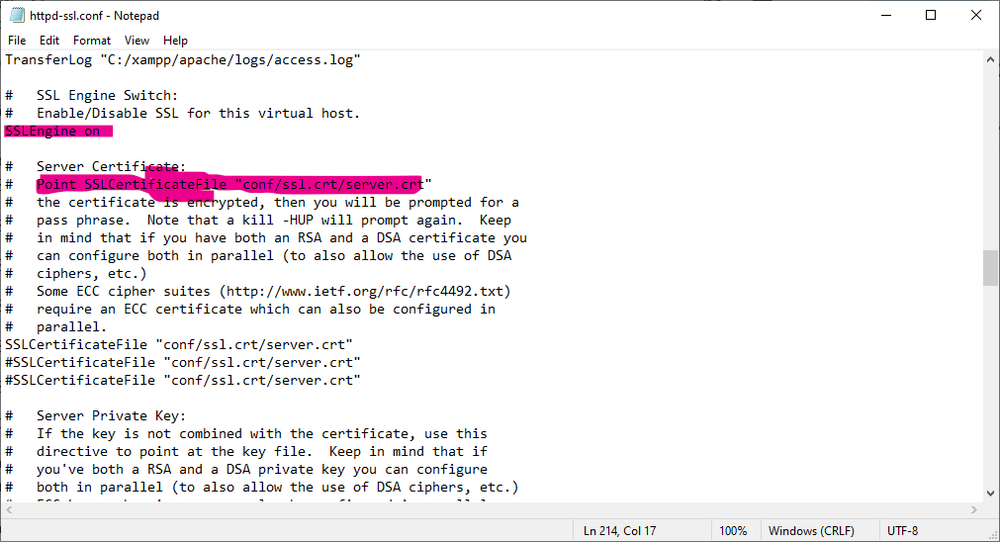 httpd-ssl.conf - Notepad
File Edit Format View Help
TransferLog "C:/xampp/apache/logs/access.log"
#   SSL Engine Switch:
#   Enable/Disable SSL for this virtual host.
SSLEngine on
#   Server Certificate:
#   Point SSLCertificateFile "conf/ssl.crt/server.crt"
#   the certificate is encrypted, then you will be prompted for a
#   pass phrase.  Note that a kill -HUP will prompt again.  Keep
#   in mind that if you have both an RSA and a DSA certificate you
#   can configure both in parallel (to also allow the use of DSA
#   ciphers, etc.)
#   Some ECC cipher suites (http://www.ietf.org/rfc/rfc4492.txt)
#   require an ECC certificate which can also be configured in
#   parallel.
SSLCertificateFile "conf/ssl.crt/server.crt"
#SSLCertificateFile "conf/ssl.crt/server.crt"
#SSLCertificateFile "conf/ssl.crt/server.crt"
#   Server Private Key:
#   If the key is not combined with the certificate, use this
#   directive to point at the key file.  Keep in mind that if
#   you've both a RSA and a DSA private key you can configure
#   both in parallel (to also allow the use of DSA ciphers, etc.)
Ln 214, Col 17 100% Windows (CRLF) UTF-8